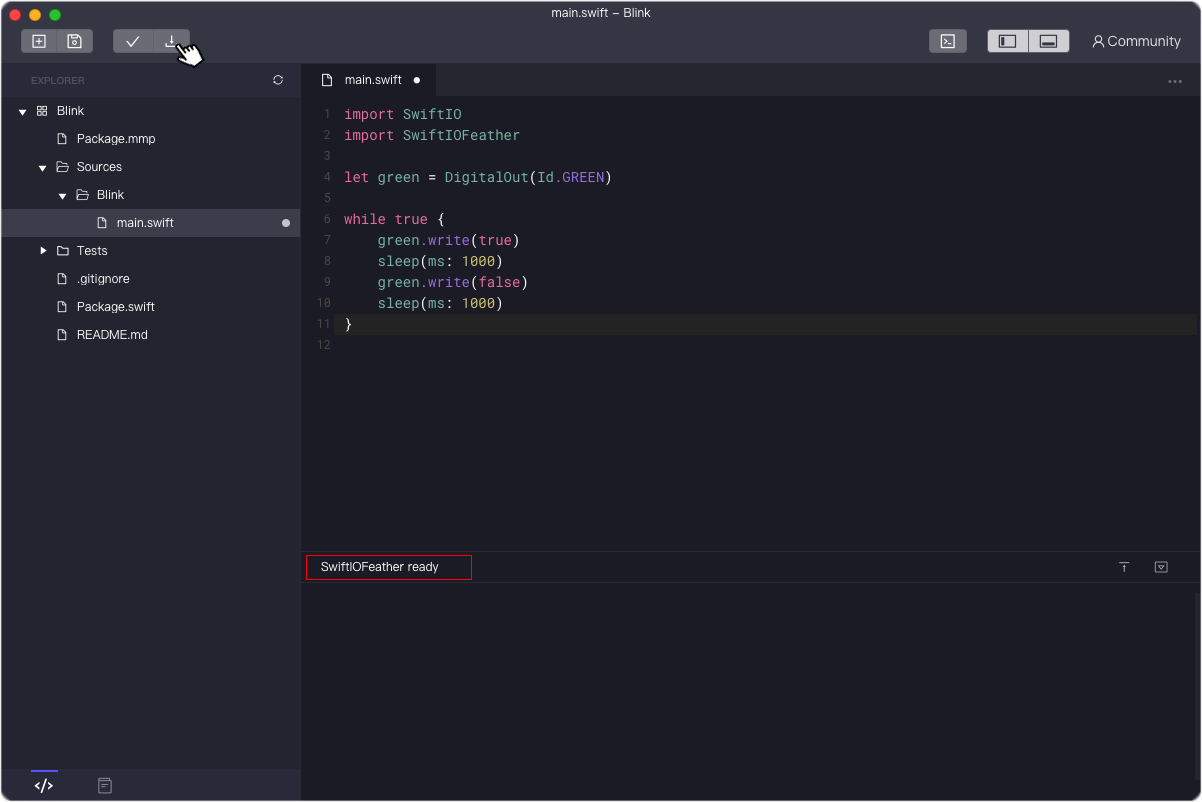 main.swift – Blink
Community
EXPLORER
Blink
Package.mmp
Sources
Blink
main.swift
Tests
.gitignore
Package.swift
README.md
main.swift
1 import SwiftIO
2 import SwiftIOFeather
3
4 let green = DigitalOut(Id.GREEN)
5
6 while true {
7     green.write(true)
8     sleep(ms: 1000)
9     green.write(false)
10     sleep(ms: 1000)
11 }
12
SwiftIOFeather ready